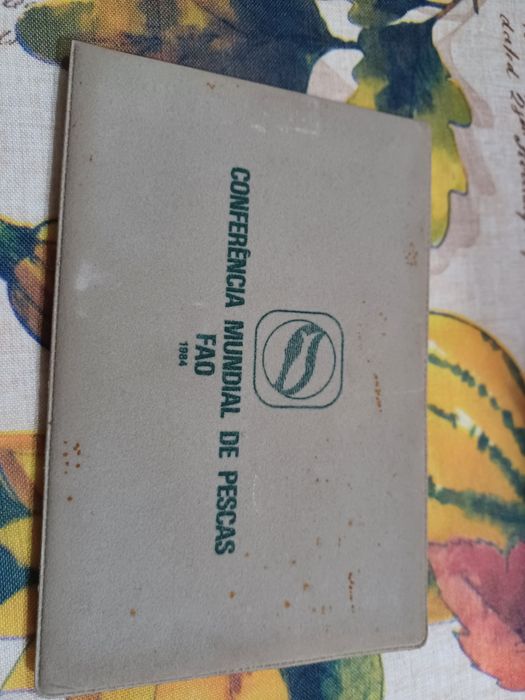 CONFERÊNCIA MUNDIAL DE PESCAS
FAO
1984